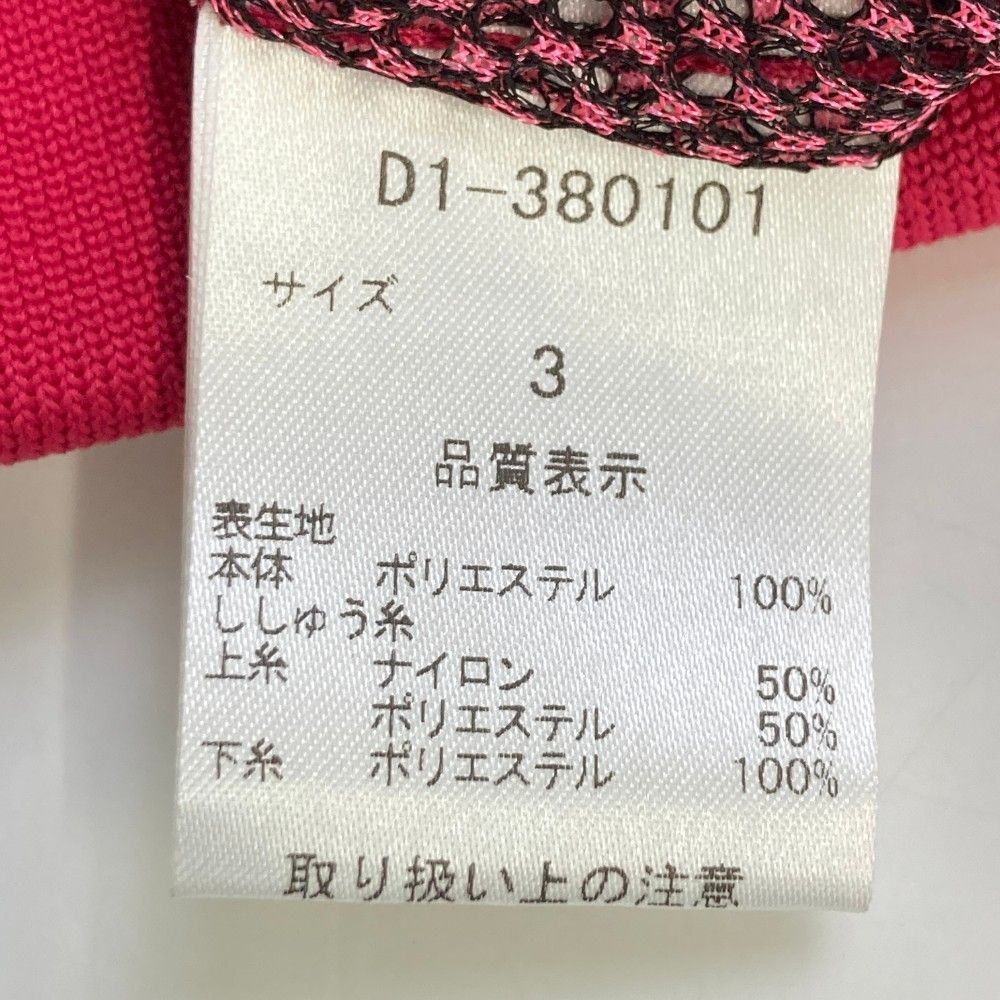 D1-380101
サイズ
3
品質表示
表生地
本体 ポリエステル 100%
ししゅう糸
上糸 ナイロン 50%
ポリエステル 50%
下糸 ポリエステル 100%
取り扱い上の注意